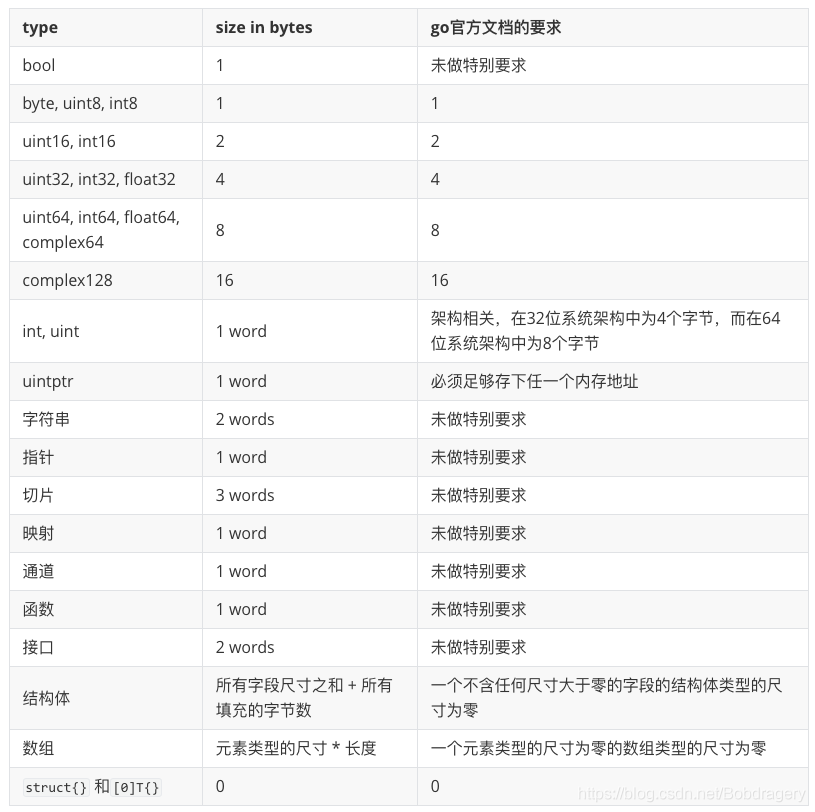 type size in bytes go官方文档的要求
bool 1 未做特别要求
byte, uint8, int8 1 1
uint16, int16 2 2
uint32, int32, float32 4 4
uint64, int64, float64,
complex64 8 8
complex128 16 16
int, uint 1 word 架构相关，在32位系统架构中为4个字节，而在64
位系统架构中为8个字节
uintptr 1 word 必须足够存下任一个内存地址
字符串 2 words 未做特别要求
指针 1 word 未做特别要求
切片 3 words 未做特别要求
映射 1 word 未做特别要求
通道 1 word 未做特别要求
函数 1 word 未做特别要求
接口 2 words 未做特别要求
结构体 所有字段尺寸之和 + 所有 一个不含任何尺寸大于零的字段的结构体类型的尺
填充的字节数 寸为零
数组 元素类型的尺寸 * 长度 一个元素类型的尺寸为零的数组类型的尺寸为零
struct{} 和 [0]T{} 0 0
https://blog.csdn.net/Bobdragery